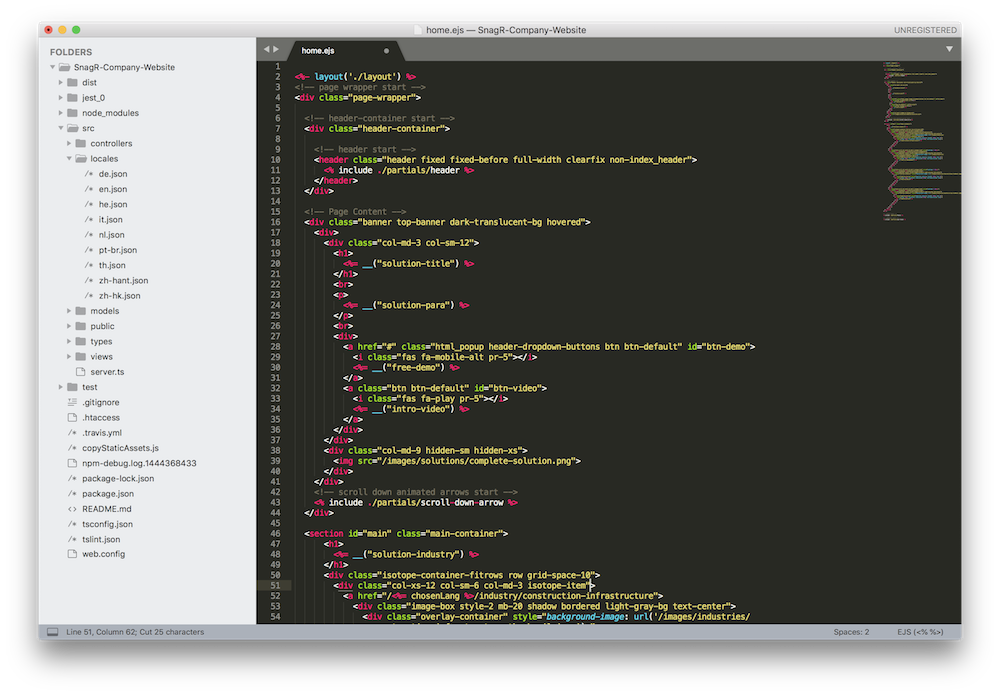 home.ejs — SnagR-Company-Website
UNREGISTERED
FOLDERS
SnagR-Company-Website
dist
jest_0
node_modules
src
controllers
locales
/* de.json
/* en.json
/* he.json
/* it.json
/* nl.json
/* pt-br.json
/* th.json
/* zh-hant.json
/* zh-hk.json
models
public
types
views
server.ts
test
.gitignore
.htaccess
/* .travis.yml
/* copyStaticAssets.js
npm-debug.log.1444368433
/* package-lock.json
/* package.json
<> README.md
/* tsconfig.json
/* tslint.json
web.config
home.ejs
1
2 <%- layout('./layout') %>
3 <!-- page wrapper start -->
4 <div class="page-wrapper">
5
6 <!-- header-container start -->
7 <div class="header-container">
8
9 <!-- header start -->
10 <header class="header fixed fixed-before full-width clearfix non-index_header">
11 <% include ./partials/header %>
12 </header>
13 </div>
14
15 <!-- Page Content -->
16 <div class="banner top-banner dark-translucent-bg hovered">
17 <div>
18 <div class="col-md-3 col-sm-12">
19 <h1>
20 <%= __("solution-title") %>
21 </h1>
22 <br>
23 <p>
24 <%= __("solution-para") %>
25 </p>
26 <br>
27 <div>
28 <a href="#" class="html_popup header-dropdown-buttons btn btn-default" id="btn-demo">
29 <i class="fas fa-mobile-alt pr-5"></i>
30 <%= __("free-demo") %>
31 </a>
32 <a class="btn btn-default" id="btn-video">
33 <i class="fas fa-play pr-5"></i>
34 <%= __("intro-video") %>
35 </a>
36 </div>
37 </div>
38 <div class="col-md-9 hidden-sm hidden-xs">
39 <img src="/images/solutions/complete-solution.png">
40 </div>
41 </div>
42 <!-- scroll down animated arrows start -->
43 <% include ./partials/scroll-down-arrow %>
44 </div>
45
46 <section id="main" class="main-container">
47 <h1>
48 <%= __("solution-industry") %>
49 </h1>
50 <div class="isotope-container-fitrows row grid-space-10">
51 <div class="col-xs-12 col-sm-6 col-md-3 isotope-item">
52 <a href="/<%= chosenLang %>/industry/construction-infrastructure">
53 <div class="image-box style-2 mb-20 shadow bordered light-gray-bg text-center">
54 <div class="overlay-container" style="background-image: url('/images/industries/
Line 51, Column 62; Cut 25 characters
Spaces: 2
EJS (<% %>)